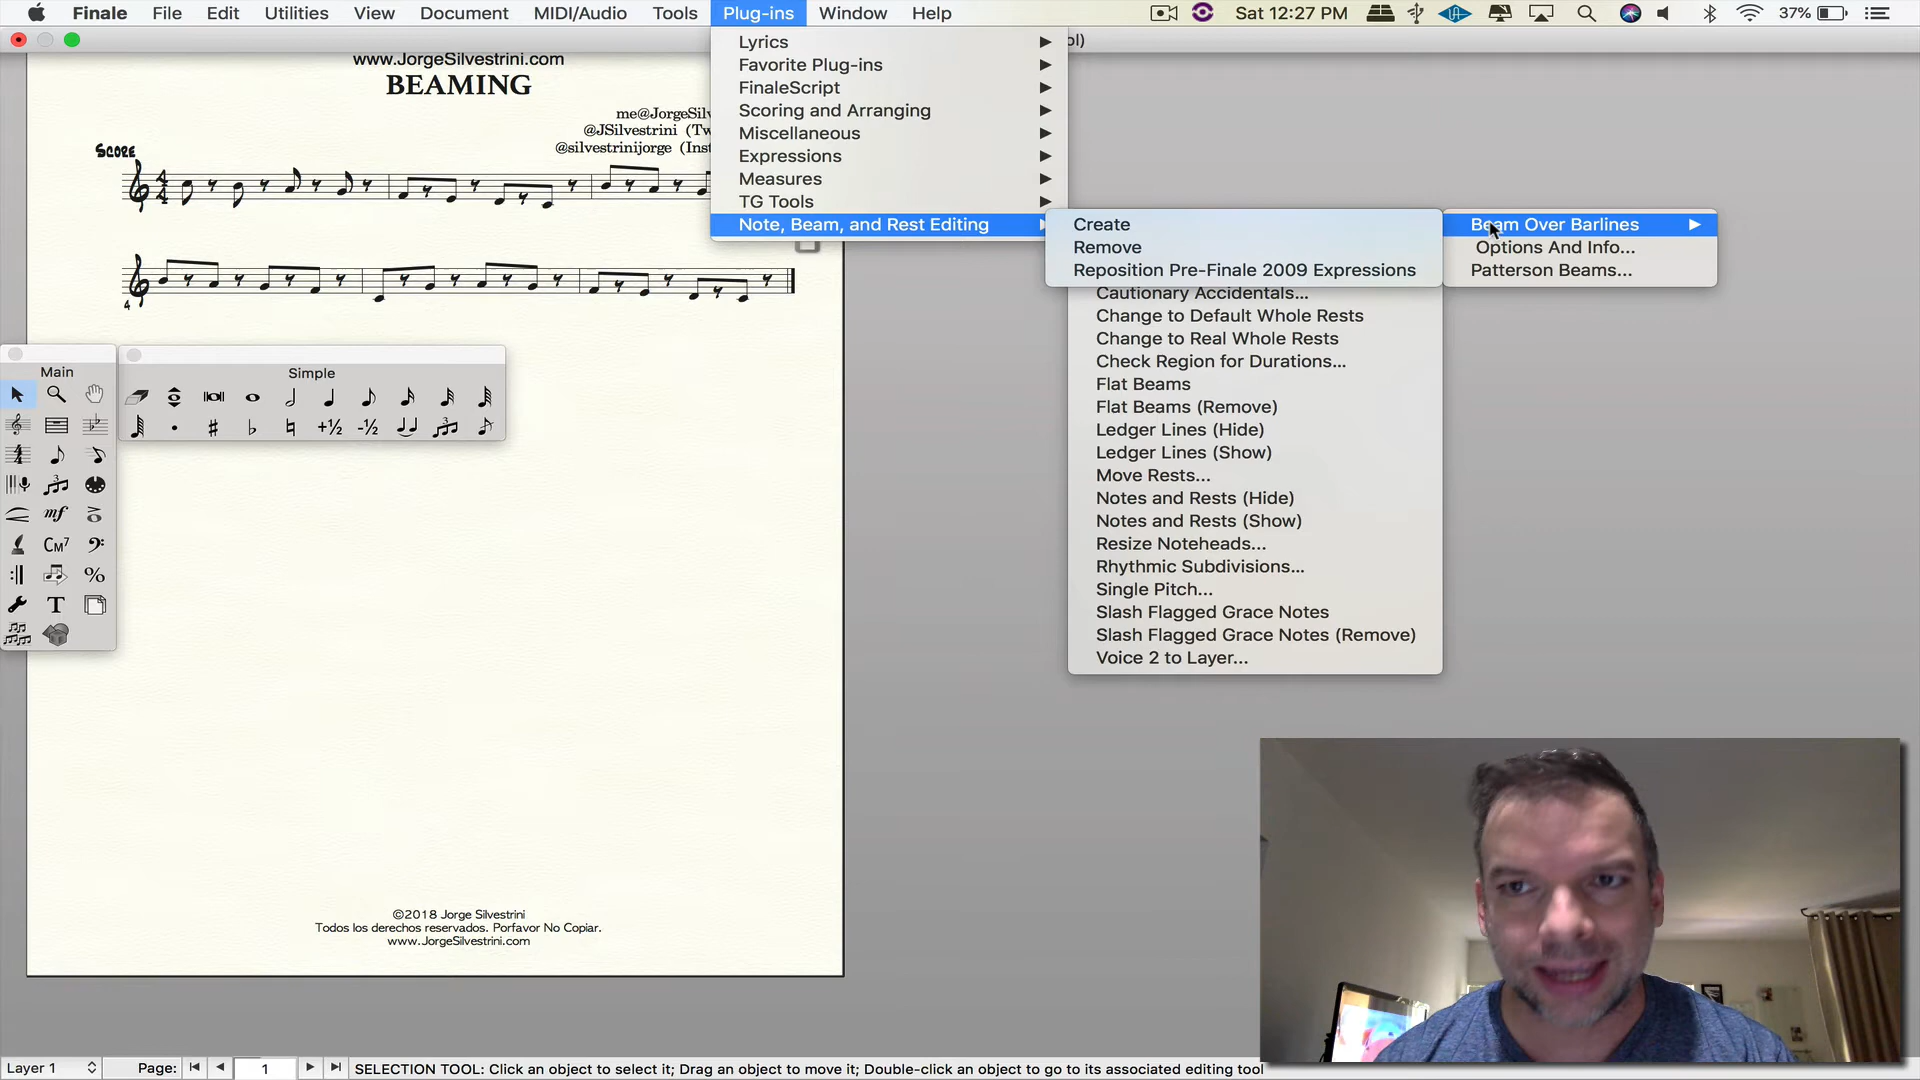 Finale File Edit Utilities View Document MIDI/Audio Tools Plug-ins Window Help Sat 12:27 PM 37%
ol)
www.JorgeSilvestrini.com
BEAMING
me@JorgeSilv
@JSilvestrini (Tw
@silvestrinijorge (Inst
SCORE
4
Lyrics
Favorite Plug-ins
FinaleScript
Scoring and Arranging
Miscellaneous
Expressions
Measures
TG Tools
Note, Beam, and Rest Editing
Create
Remove
Reposition Pre-Finale 2009 Expressions
Beam Over Barlines
Options And Info...
Patterson Beams...
Cautionary Accidentals...
Change to Default Whole Rests
Change to Real Whole Rests
Check Region for Durations...
Flat Beams
Flat Beams (Remove)
Ledger Lines (Hide)
Ledger Lines (Show)
Move Rests...
Notes and Rests (Hide)
Notes and Rests (Show)
Resize Noteheads...
Rhythmic Subdivisions...
Single Pitch...
Slash Flagged Grace Notes
Slash Flagged Grace Notes (Remove)
Voice 2 to Layer...
Main
mf
CM7
%
T
Simple
+½ -½
©2018 Jorge Silvestrini
Todos los derechos reservados. Porfavor No Copiar.
www.JorgeSilvestrini.com
Layer 1 Page: 1 SELECTION TOOL: Click an object to select it; Drag an object to move it; Double-click an object to go to its associated editing tool